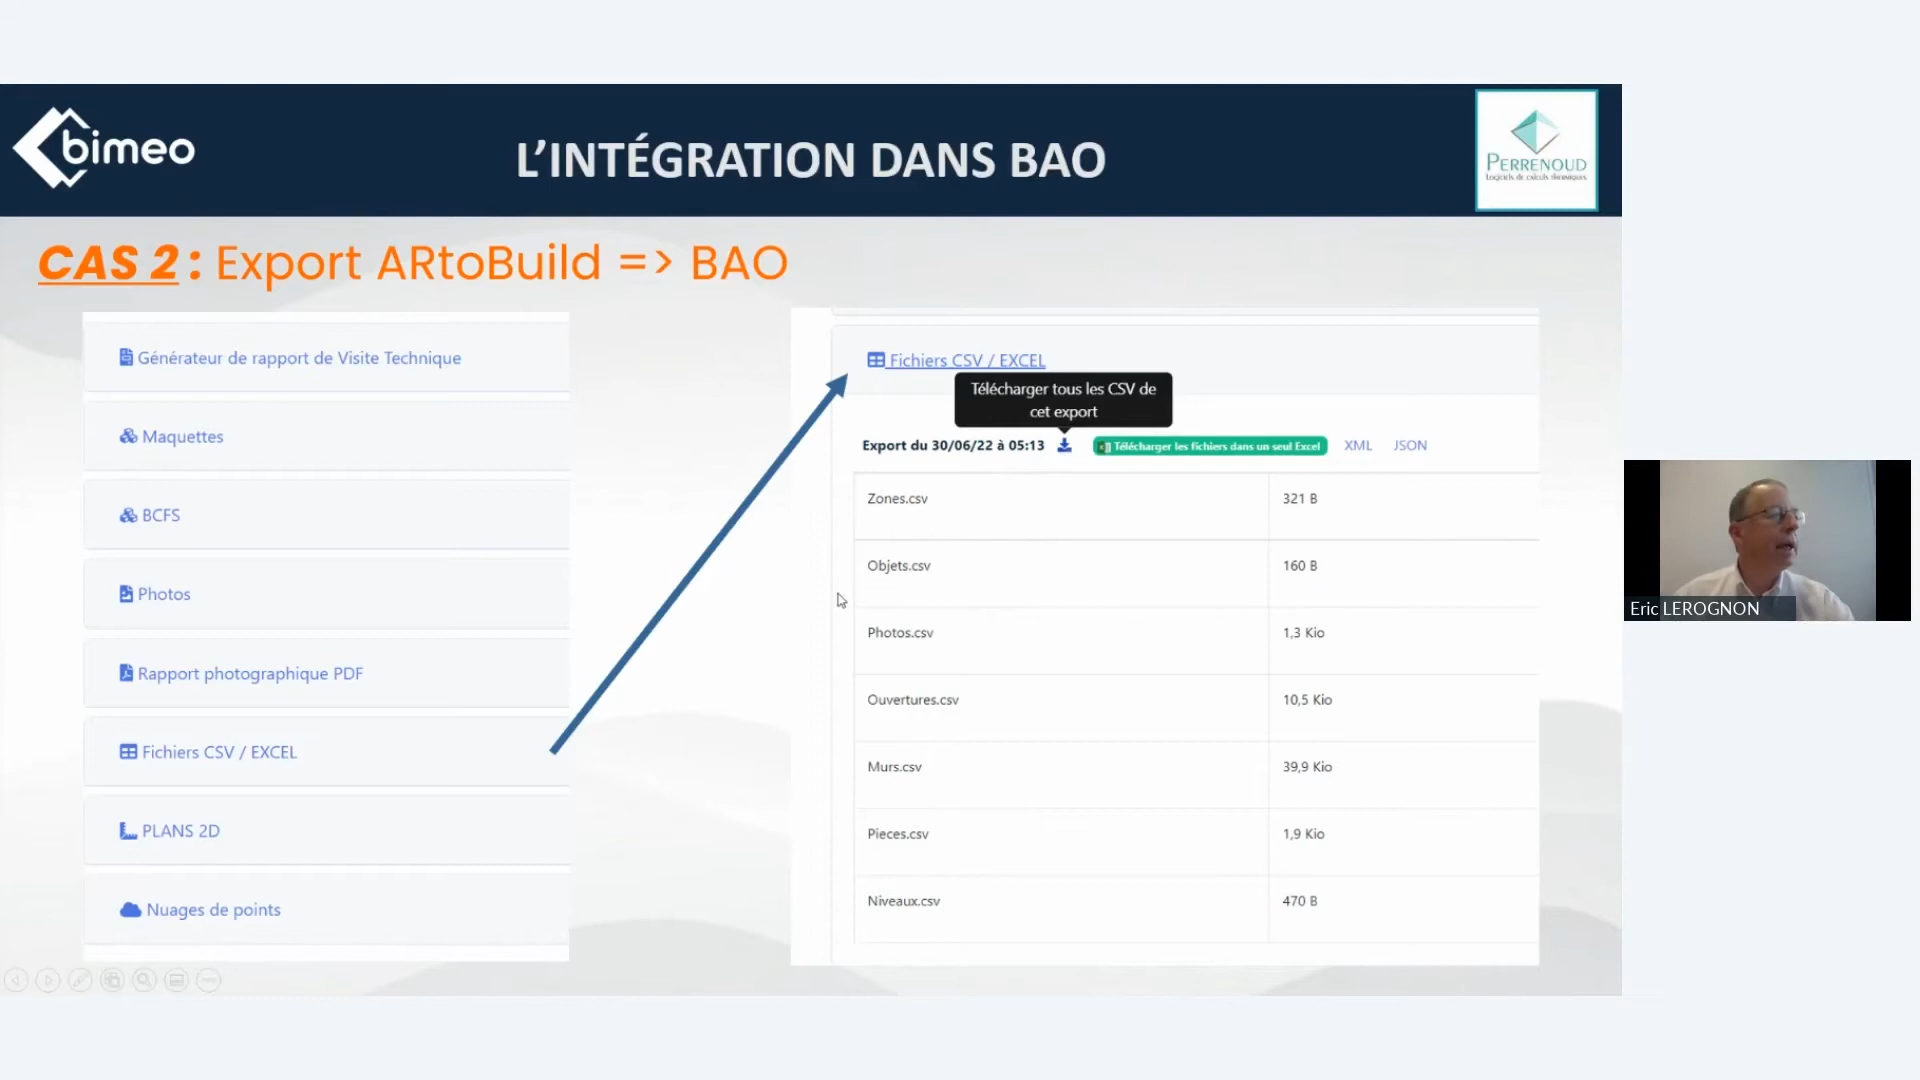 bimeo
L'INTÉGRATION DANS BAO
PERRENOUD
Logiciels de calculs thermiques
CAS 2 : Export ARtoBuild => BAO
Générateur de rapport de Visite Technique
Maquettes
BCFS
Photos
Rapport photographique PDF
Fichiers CSV / EXCEL
PLANS 2D
Nuages de points
Fichiers CSV / EXCEL
Télécharger tous les CSV de
cet export
Export du 30/06/22 à 05:13 Télécharger les fichiers dans un seul Excel XML JSON
Zones.csv 321 B
Objets.csv 160 B
Photos.csv 1,3 Kio
Ouvertures.csv 10,5 Kio
Murs.csv 39,9 Kio
Pieces.csv 1,9 Kio
Niveaux.csv 470 B
Eric LEROGNON